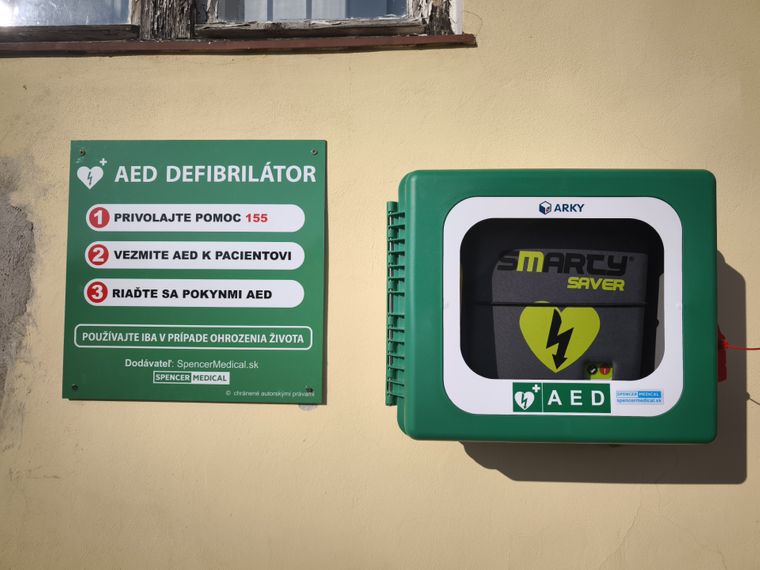 AED DEFIBRILÁTOR
1 PRIVOLAJTE POMOC 155
2 VEZMITE AED K PACIENTOVI
3 RIAĎTE SA POKYNMI AED
POUŽÍVAJTE IBA V PRÍPADE OHROZENIA ŽIVOTA
Dodávateľ: SpencerMedical.sk
SPENCER MEDICAL
© chránené autorskými právami
ARKY
SMARTY
SAVER
AED
SPENCER MEDICAL
spencermedical.sk